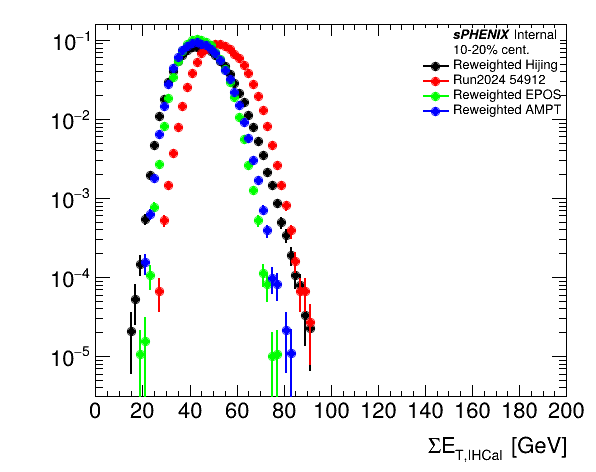 sPHENIX Internal
10-20% cent.
Reweighted Hijing
Run2024 54912
Reweighted EPOS
Reweighted AMPT
10⁻¹
10⁻²
10⁻³
10⁻⁴
10⁻⁵
0 20 40 60 80 100 120 140 160 180 200
ΣE_T,IHCal [GeV]